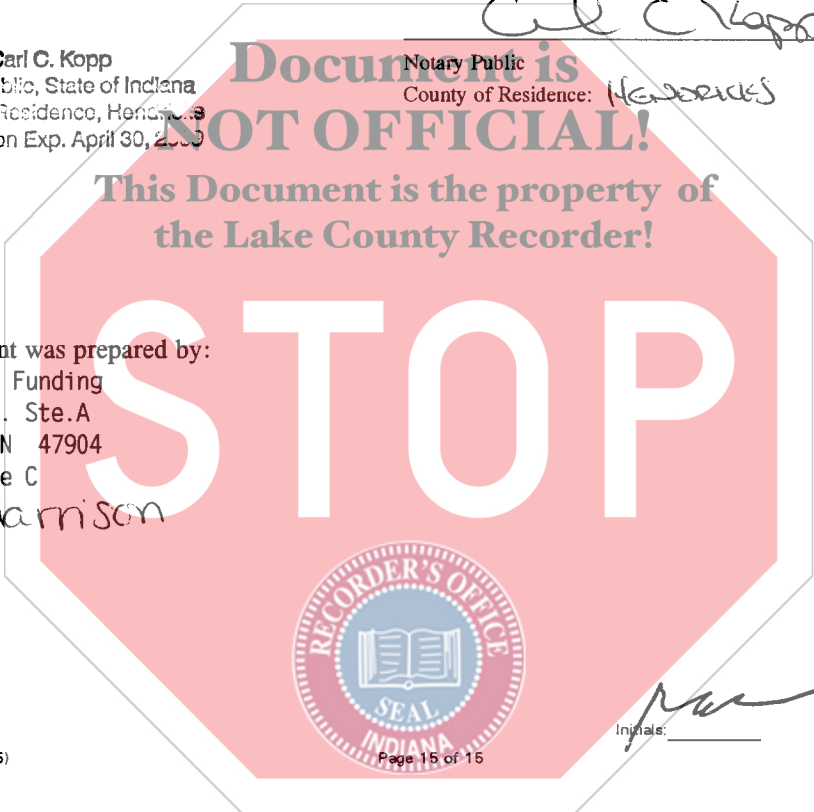 Carl C. Kopp
Carl C. Kopp
Notary Public
blic, State of Indiana
County of Residence: HENDRICKS
Residence, Hendricks
on Exp. April 30,
Document is
NOT OFFICIAL!
This Document is the property of
the Lake County Recorder!
STOP
nt was prepared by:
Funding
. Ste.A
N 47904
e C
arrison
RECORDER'S OFFICE
SEAL
INDIANA
Initials:
5)
Page 15 of 15